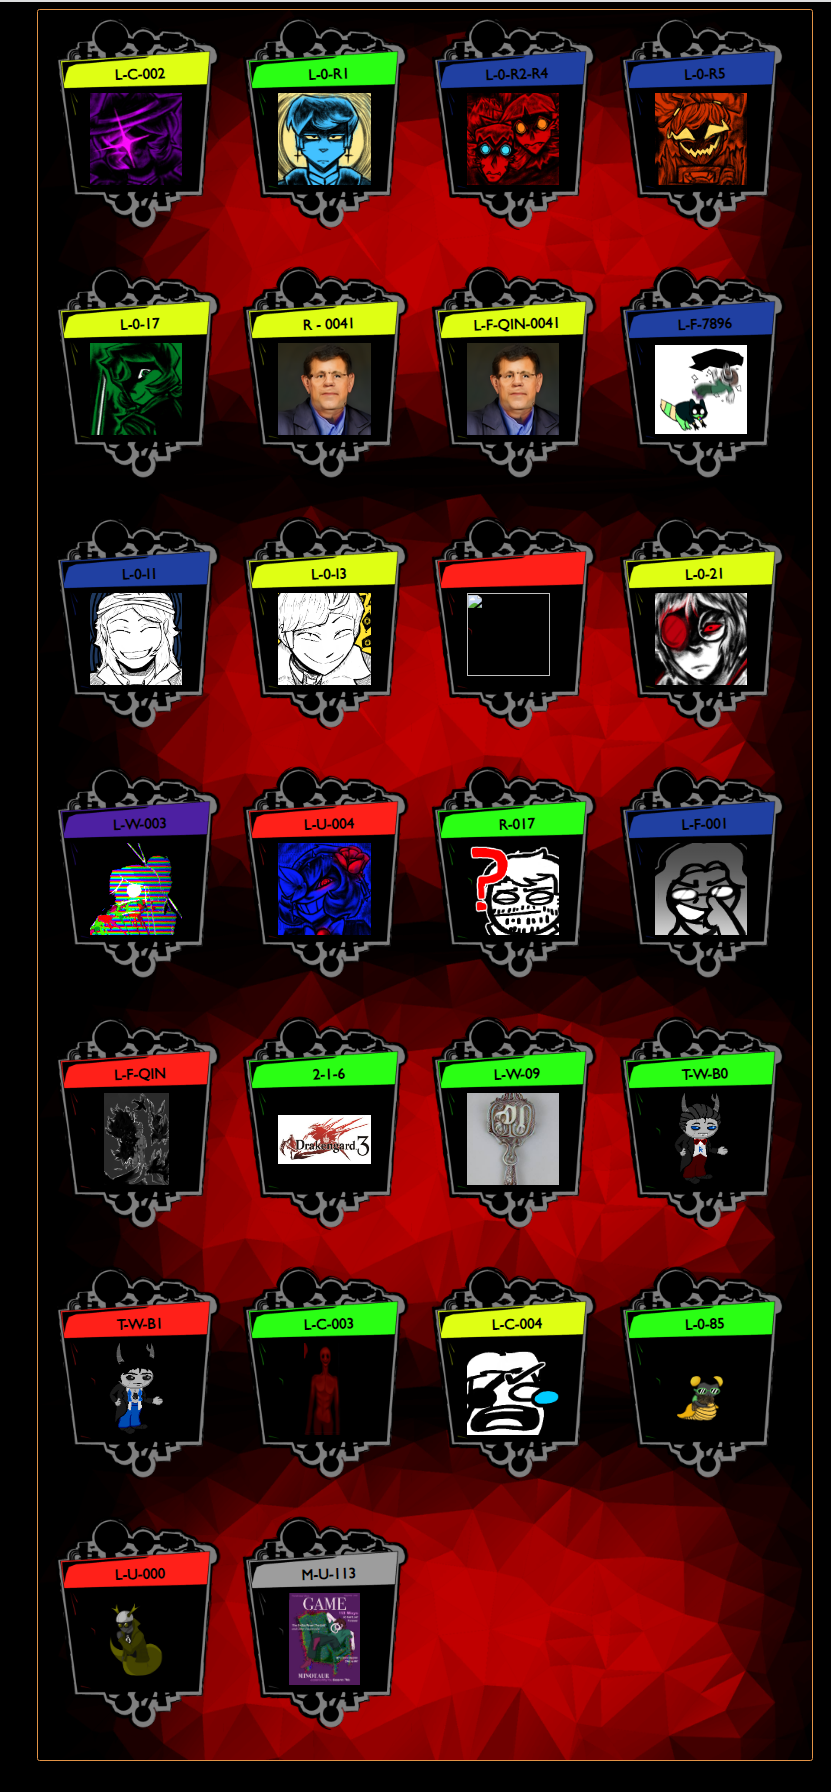 L-C-002
L-0-R1
L-0-R2-R4
L-0-R5
L-0-17
R - 0041
L-F-QIN-0041
L-F-7896
L-0-11
L-0-13
L-0-21
L-W-003
L-U-004
R-017
L-F-001
?
L-F-QIN
2-1-6
L-W-09
T-W-B0
Drakengard 3
T-W-B1
L-C-003
L-C-004
L-0-85
L-U-000
M-U-113
GAME
MINOTAUR